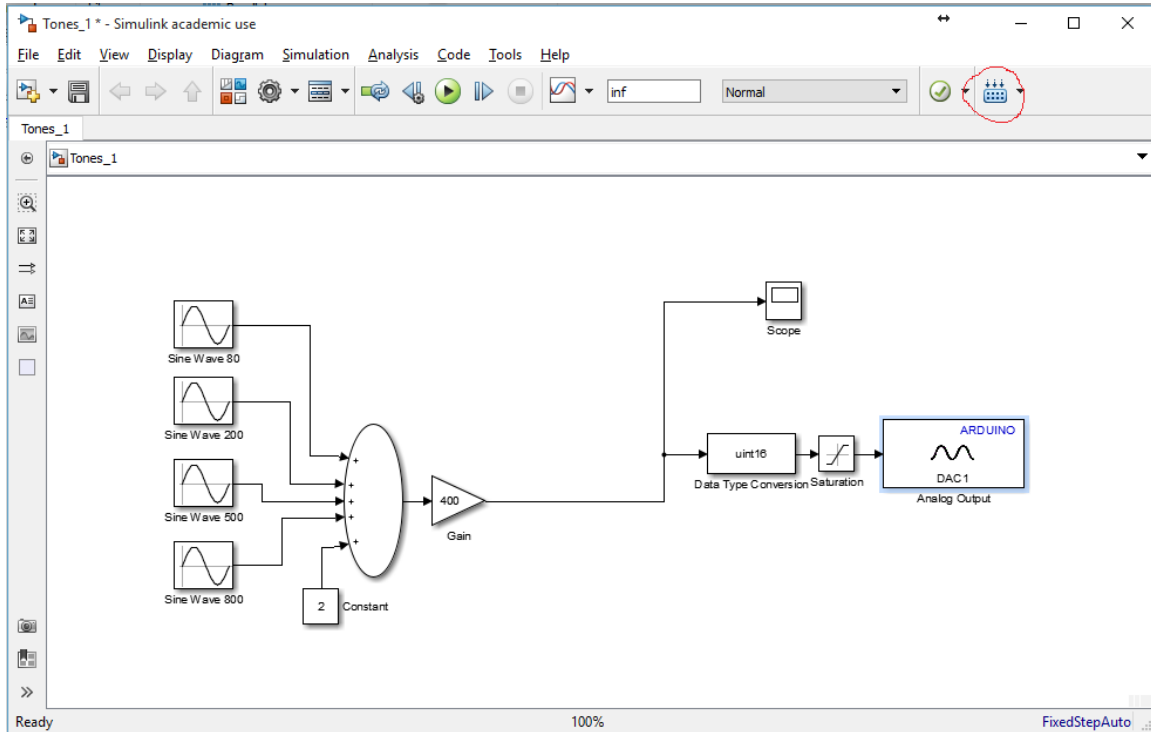 Tones_1 * - Simulink academic use
File Edit View Display Diagram Simulation Analysis Code Tools Help
inf Normal
Tones_1
Tones_1
Sine Wave 80
Sine Wave 200
Sine Wave 500
Sine Wave 800
+
+
+
+
+
2
Constant
400
Gain
Scope
uint16
Data Type Conversion
Saturation
ARDUINO
DAC1
Analog Output
Ready 100% FixedStepAuto